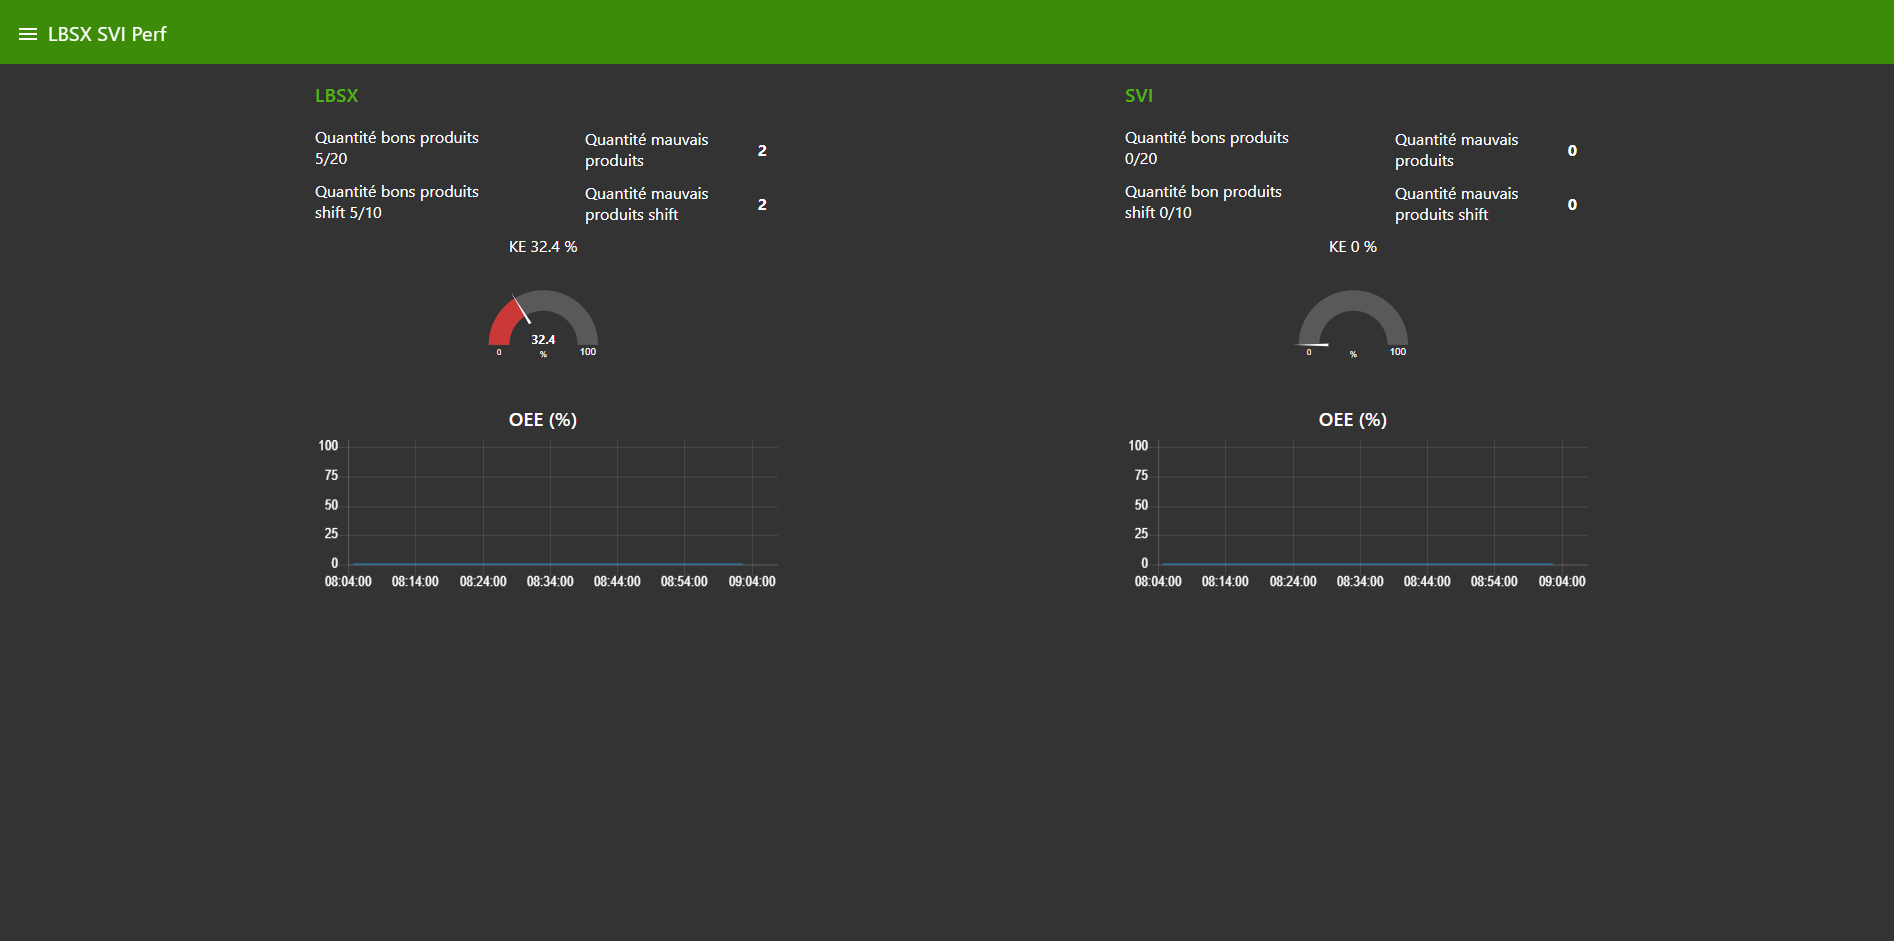 LBSX SVI Perf
LBSX
Quantité bons produits
5/20
Quantité mauvais
produits
2
Quantité bons produits
shift 5/10
Quantité mauvais
produits shift
2
KE 32.4 %
32.4
0
%
100
OEE (%)
100
75
50
25
0
08:04:00 08:14:00 08:24:00 08:34:00 08:44:00 08:54:00 09:04:00
SVI
Quantité bons produits
0/20
Quantité mauvais
produits
0
Quantité bon produits
shift 0/10
Quantité mauvais
produits shift
0
KE 0 %
0
%
100
OEE (%)
100
75
50
25
0
08:04:00 08:14:00 08:24:00 08:34:00 08:44:00 08:54:00 09:04:00